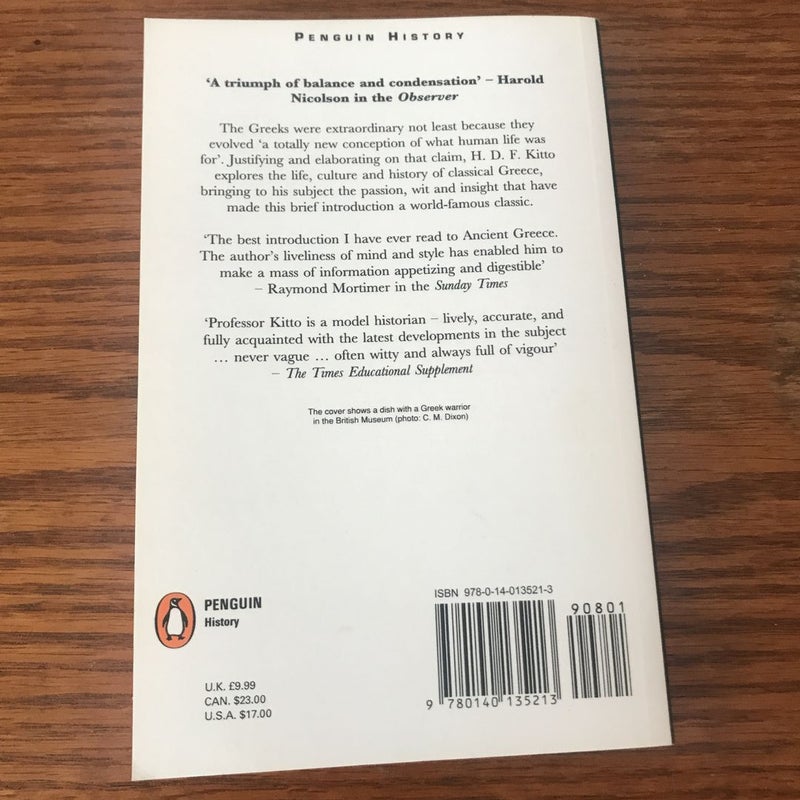 PENGUIN HISTORY
‘A triumph of balance and condensation’ – Harold
Nicolson in the Observer
The Greeks were extraordinary not least because they
evolved ‘a totally new conception of what human life was
for’. Justifying and elaborating on that claim, H. D. F. Kitto
explores the life, culture and history of classical Greece,
bringing to his subject the passion, wit and insight that have
made this brief introduction a world-famous classic.
‘The best introduction I have ever read to Ancient Greece.
The author’s liveliness of mind and style has enabled him to
make a mass of information appetizing and digestible’
– Raymond Mortimer in the Sunday Times
‘Professor Kitto is a model historian – lively, accurate, and
fully acquainted with the latest developments in the subject
… never vague … often witty and always full of vigour’
– The Times Educational Supplement
The cover shows a dish with a Greek warrior
in the British Museum (photo: C. M. Dixon)
PENGUIN
History
U.K. £9.99
CAN. $23.00
U.S.A. $17.00
ISBN 978-0-14-013521-3
90801
9 780140 135213